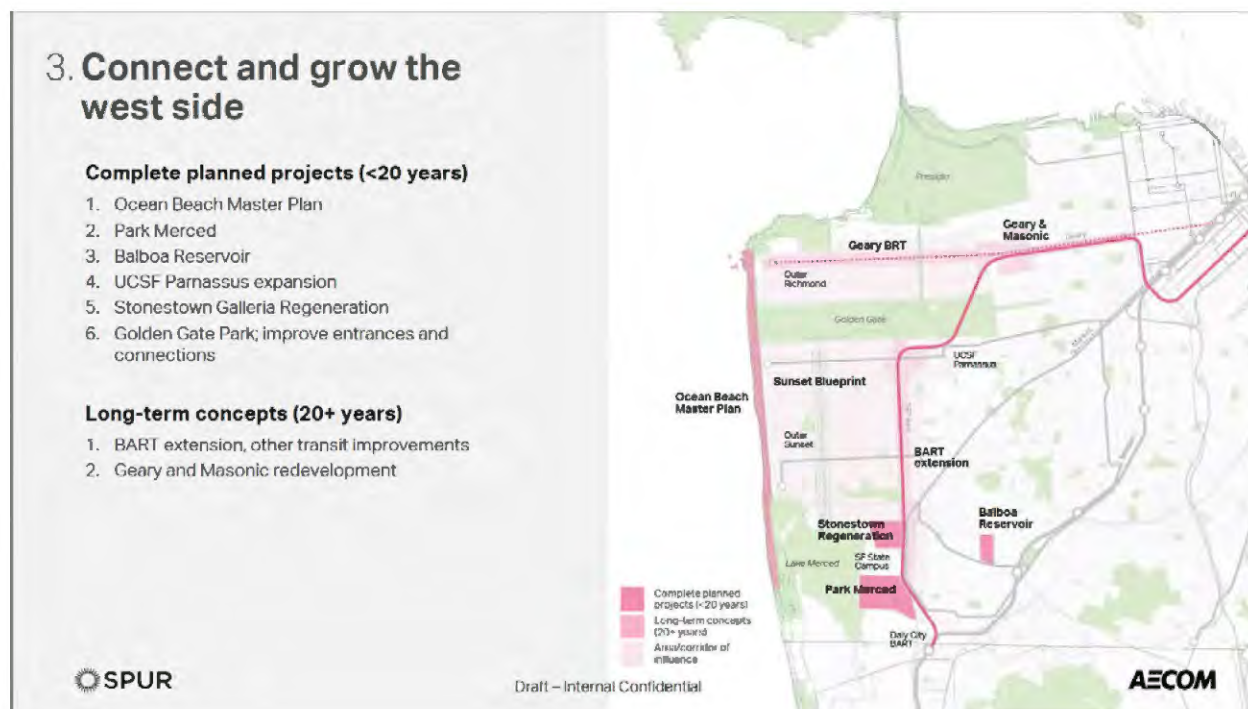 3. Connect and grow the
west side
Complete planned projects (<20 years)
1. Ocean Beach Master Plan
2. Park Merced
3. Balboa Reservoir
4. UCSF Parnassus expansion
5. Stonestown Galleria Regeneration
6. Golden Gate Park; improve entrances and
connections
Long-term concepts (20+ years)
1. BART extension, other transit improvements
2. Geary and Masonic redevelopment
Presidio
Geary &
Masonic
Geary BRT
Geary
Outer
Richmond
Golden Gate
Market
UCSF
Parnassus
Sunset Blueprint
Ocean Beach
Master Plan
Outer
Sunset
BART
extension
Stonestown
Regeneration
Balboa
Reservoir
SF State
Campus
Lake Merced
Park Merced
Daly City
BART
Complete planned
projects (<20 years)
Long-term concepts
(20+ years)
Area/corridor of
influence
SPUR
Draft – Internal Confidential
AECOM